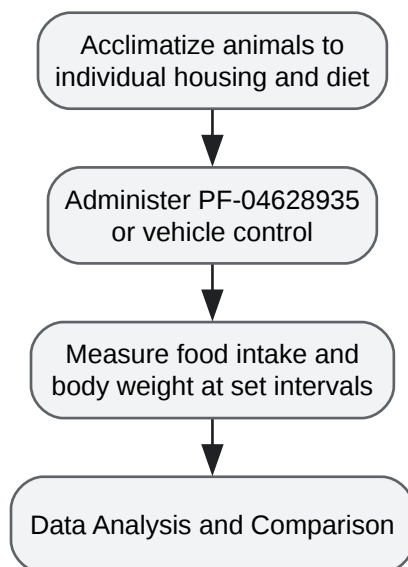 Acclimatize animals to
individual housing and diet
Administer PF-04628935
or vehicle control
Measure food intake and
body weight at set intervals
Data Analysis and Comparison